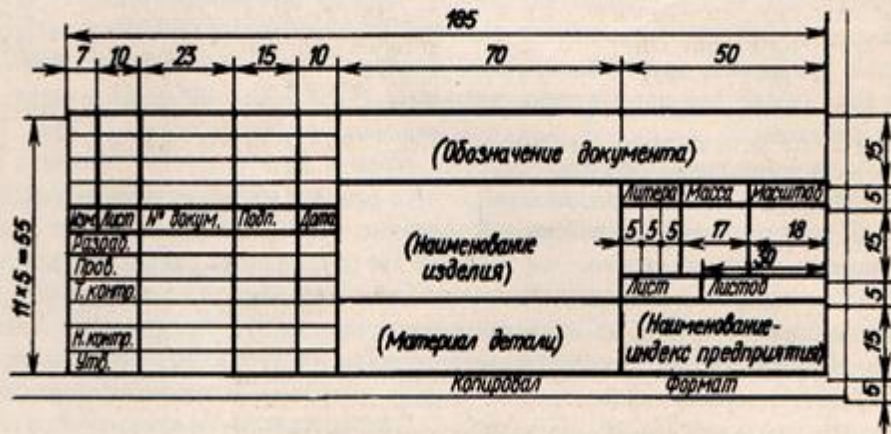 185
7 10 23 15 10 70 50
(Обозначение документа)
15
Литера Масса Масштаб
5
Изм Лист № докум. Подп. Дата
11×5=55
Разраб.
(Наименование
изделия)
5 5 5 17 18
30
15
Пров.
Т. контр.
Лист Листов
5
(Материал детали)
(Наименование-
индекс предприятия)
15
Н. контр.
Утв.
Копировал Формат
5